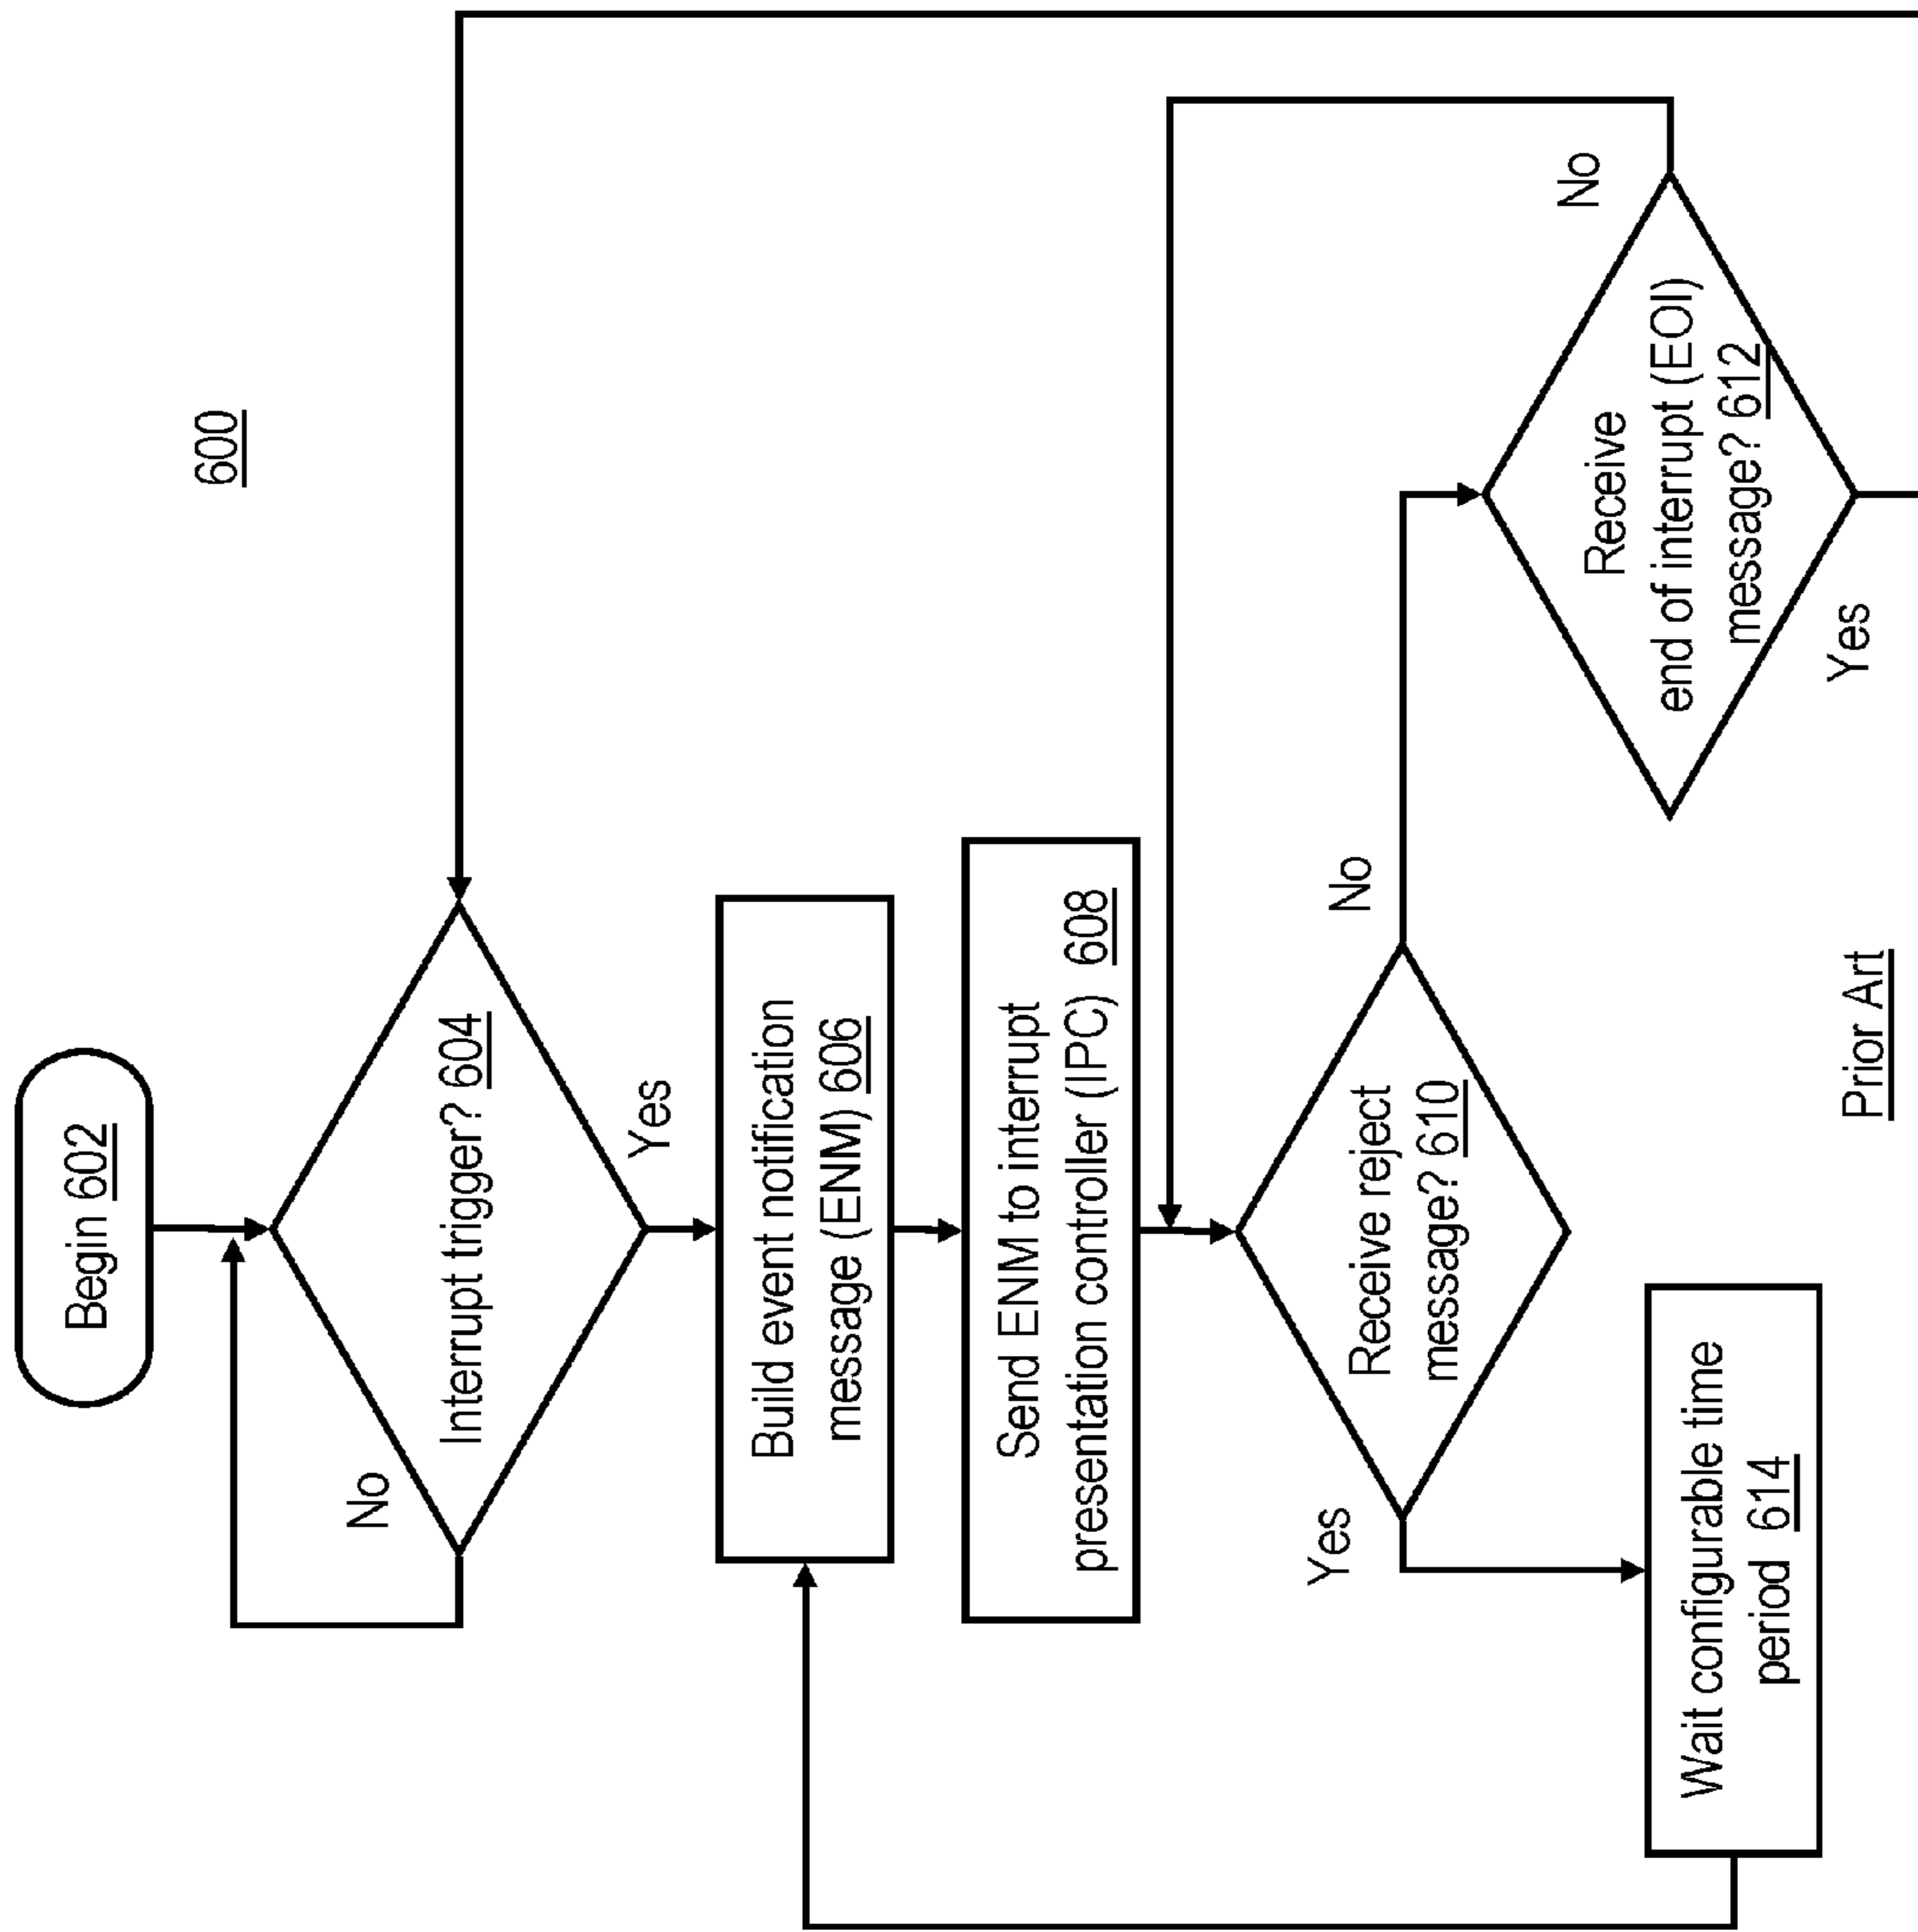 600
Begin 602
Interrupt trigger? 604
No
Yes
Build event notification
message (ENM) 606
Send ENM to interrupt
presentation controller (IPC) 608
Receive reject
message? 610
Yes
No
Receive
end of interrupt (EOI)
message? 612
No
Yes
Wait configurable time
period 614
Prior Art